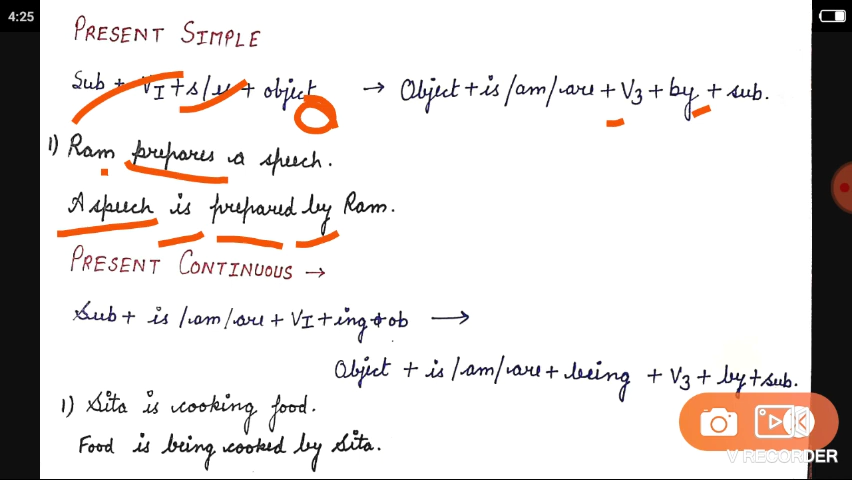 4:25
PRESENT SIMPLE
Sub + VI + s/es + object → Object + is/am/are + V3 + by + sub.
1) Ram prepares a speech.
A speech is prepared by Ram.
PRESENT CONTINUOUS →
Sub + is/am/are + VI + ing + ob →
Object + is/am/are + being + V3 + by + sub.
1) Sita is cooking food.
Food is being cooked by Sita.
V RECORDER